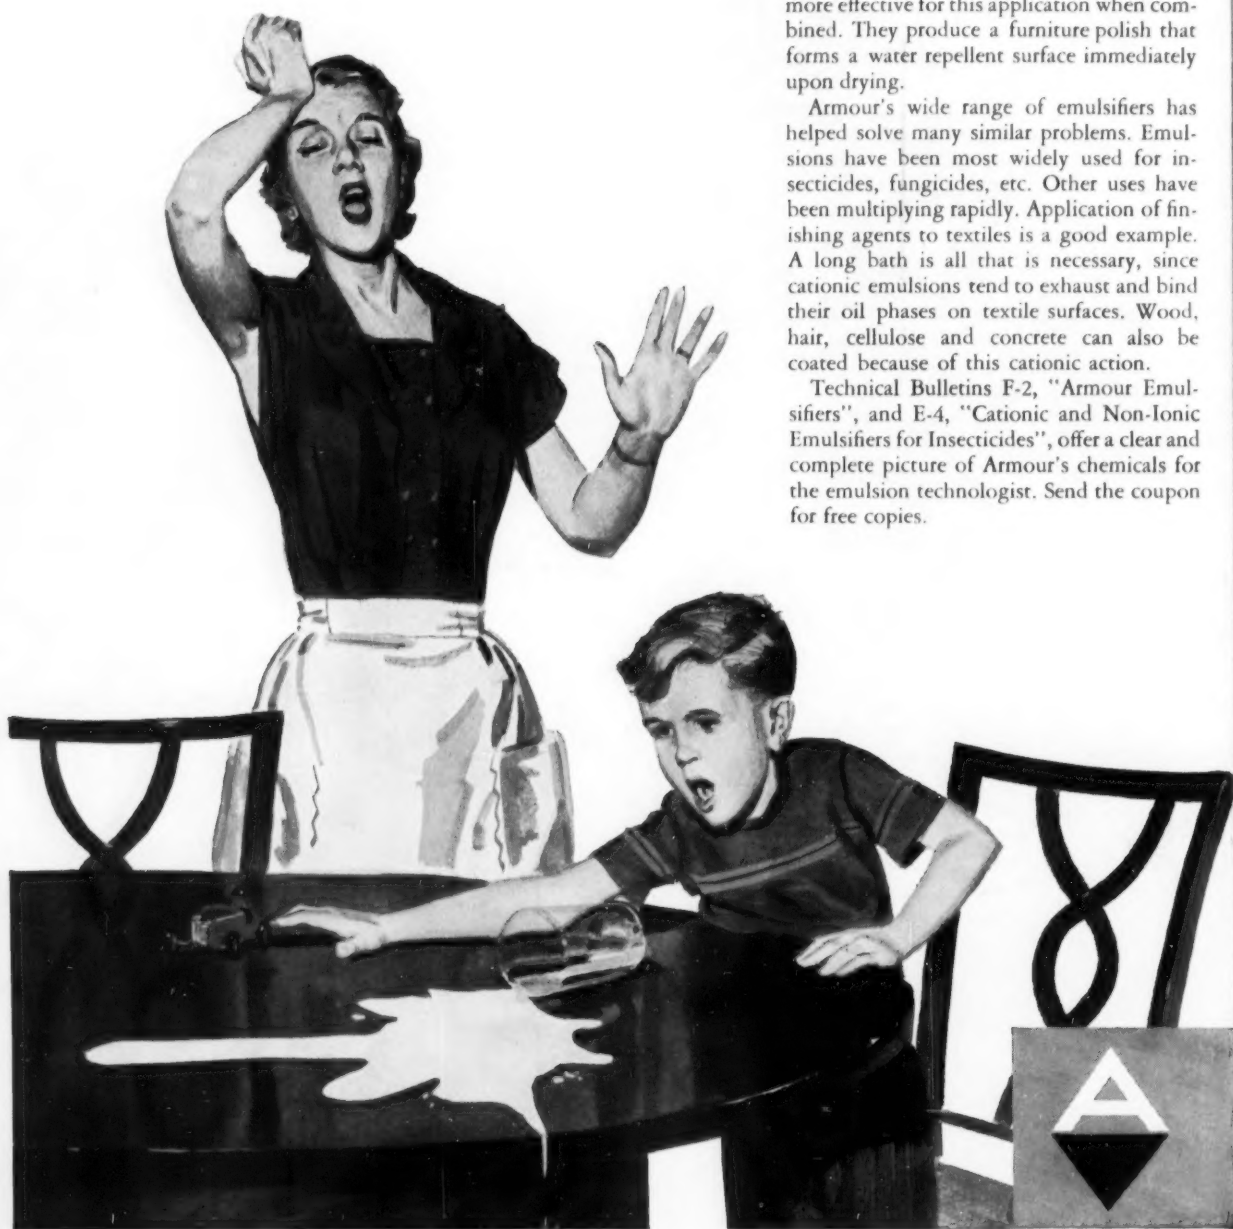 more effective for this application when com-
bined. They produce a furniture polish that
forms a water repellent surface immediately
upon drying.
Armour's wide range of emulsifiers has
helped solve many similar problems. Emul-
sions have been most widely used for in-
secticides, fungicides, etc. Other uses have
been multiplying rapidly. Application of fin-
ishing agents to textiles is a good example.
A long bath is all that is necessary, since
cationic emulsions tend to exhaust and bind
their oil phases on textile surfaces. Wood,
hair, cellulose and concrete can also be
coated because of this cationic action.
Technical Bulletins F-2, "Armour Emul-
sifiers", and E-4, "Cationic and Non-Ionic
Emulsifiers for Insecticides", offer a clear and
complete picture of Armour's chemicals for
the emulsion technologist. Send the coupon
for free copies.
A